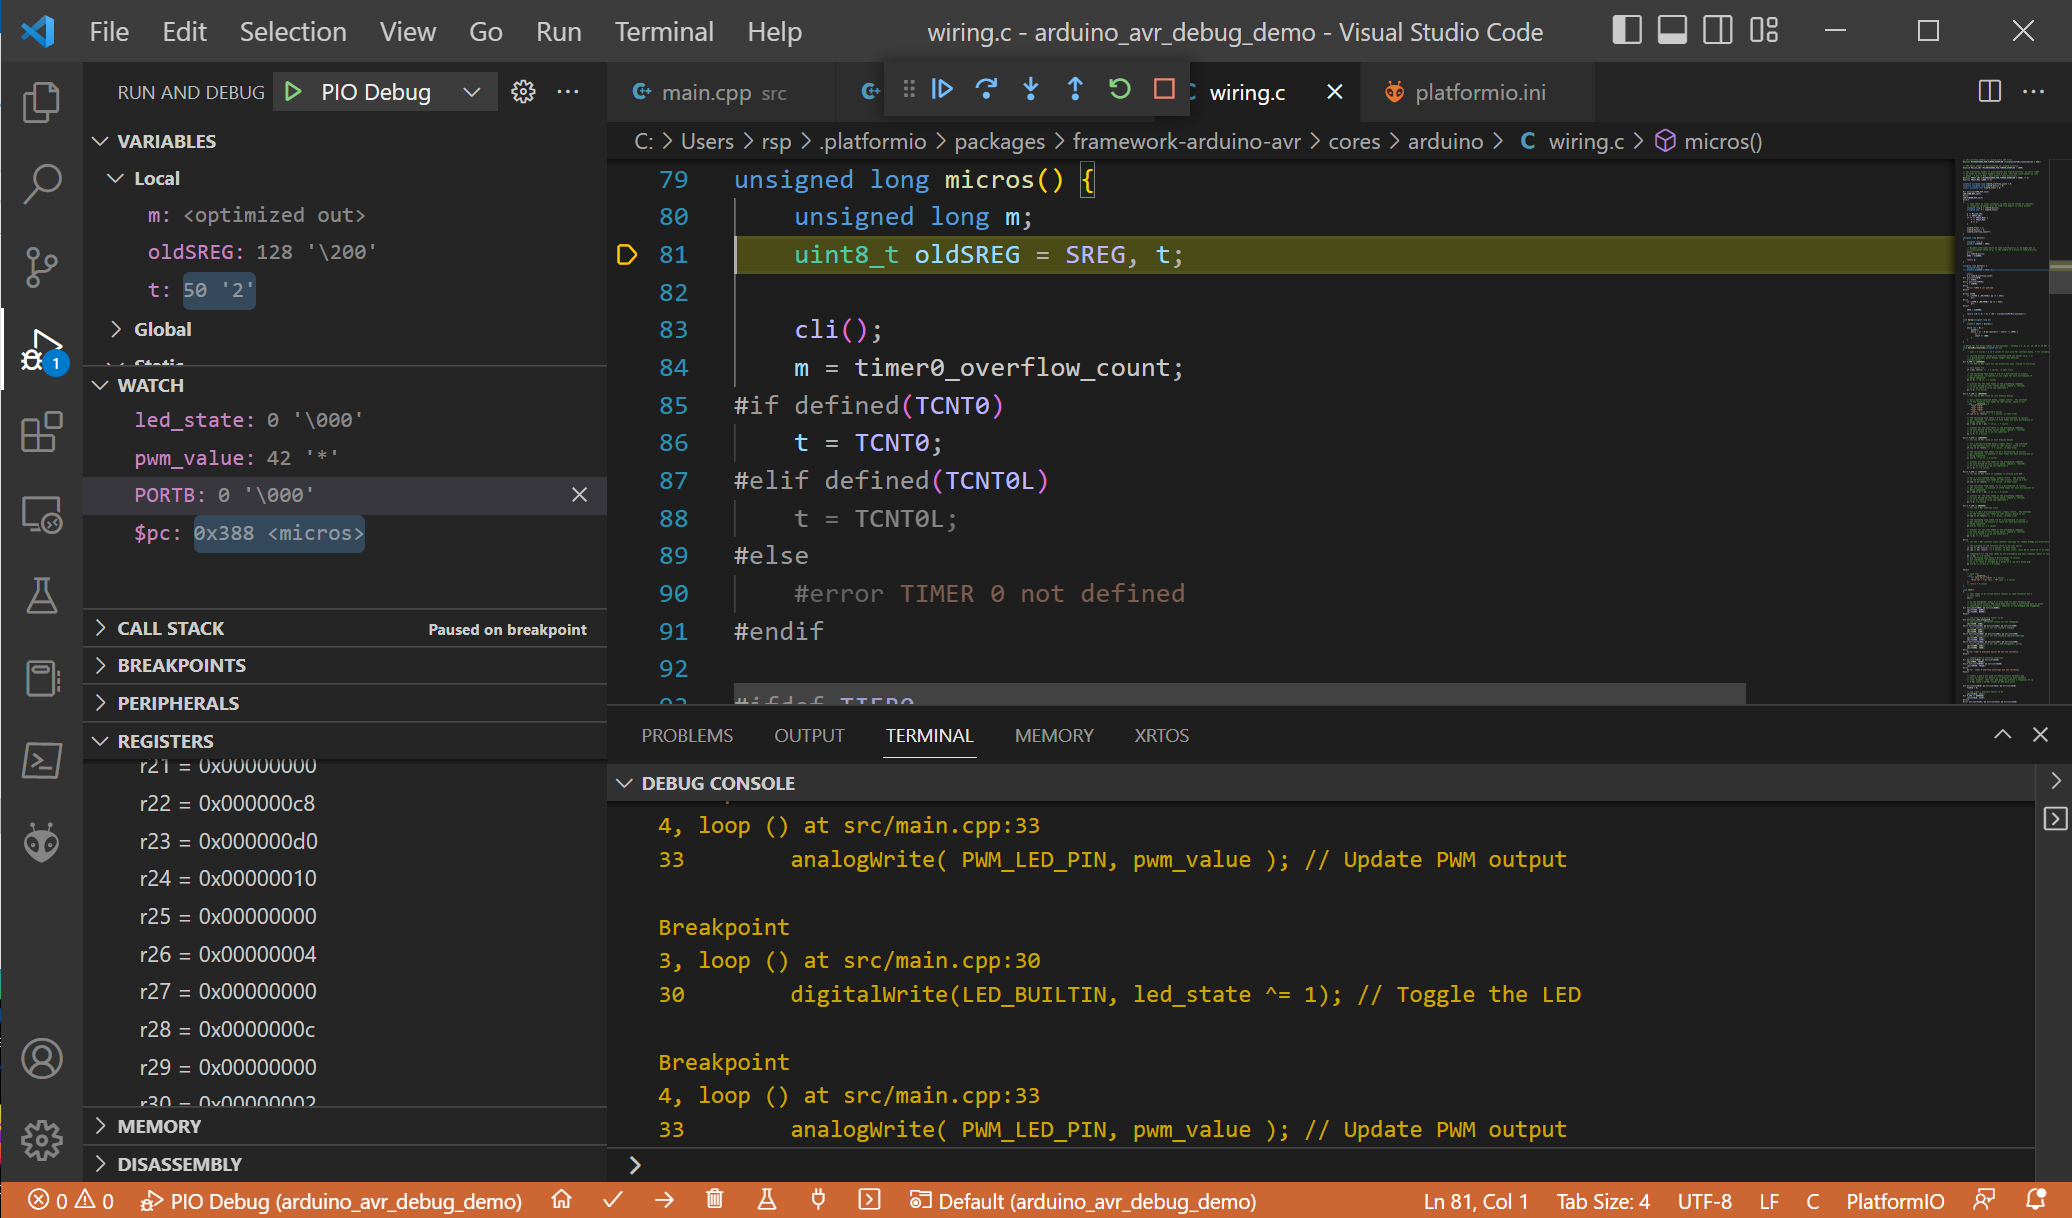 File Edit Selection View Go Run Terminal Help
wiring.c - arduino_avr_debug_demo - Visual Studio Code
RUN AND DEBUG PIO Debug
VARIABLES
Local
m: <optimized out>
oldSREG: 128 '\200'
t: 50 '2'
Global
Static
1
WATCH
led_state: 0 '\000'
pwm_value: 42 '*'
PORTB: 0 '\000'
$pc: 0x388 <micros>
CALL STACK Paused on breakpoint
BREAKPOINTS
PERIPHERALS
REGISTERS
r21 = 0x00000000
r22 = 0x000000c8
r23 = 0x000000d0
r24 = 0x00000010
r25 = 0x00000000
r26 = 0x00000004
r27 = 0x00000000
r28 = 0x0000000c
r29 = 0x00000000
r30 = 0x00000002
MEMORY
DISASSEMBLY
main.cpp src
wiring.c
platformio.ini
C: > Users > rsp > .platformio > packages > framework-arduino-avr > cores > arduino > C wiring.c > micros()
79 unsigned long micros() {
80 unsigned long m;
81 uint8_t oldSREG = SREG, t;
82
83 cli();
84 m = timer0_overflow_count;
85 #if defined(TCNT0)
86 t = TCNT0;
87 #elif defined(TCNT0L)
88 t = TCNT0L;
89 #else
90 #error TIMER 0 not defined
91 #endif
92
93 #ifdef TIFR0
PROBLEMS OUTPUT TERMINAL MEMORY XRTOS
DEBUG CONSOLE
4, loop () at src/main.cpp:33
33 analogWrite( PWM_LED_PIN, pwm_value ); // Update PWM output
Breakpoint
3, loop () at src/main.cpp:30
30 digitalWrite(LED_BUILTIN, led_state ^= 1); // Toggle the LED
Breakpoint
4, loop () at src/main.cpp:33
33 analogWrite( PWM_LED_PIN, pwm_value ); // Update PWM output
0 0 PIO Debug (arduino_avr_debug_demo) Default (arduino_avr_debug_demo) Ln 81, Col 1 Tab Size: 4 UTF-8 LF C PlatformIO